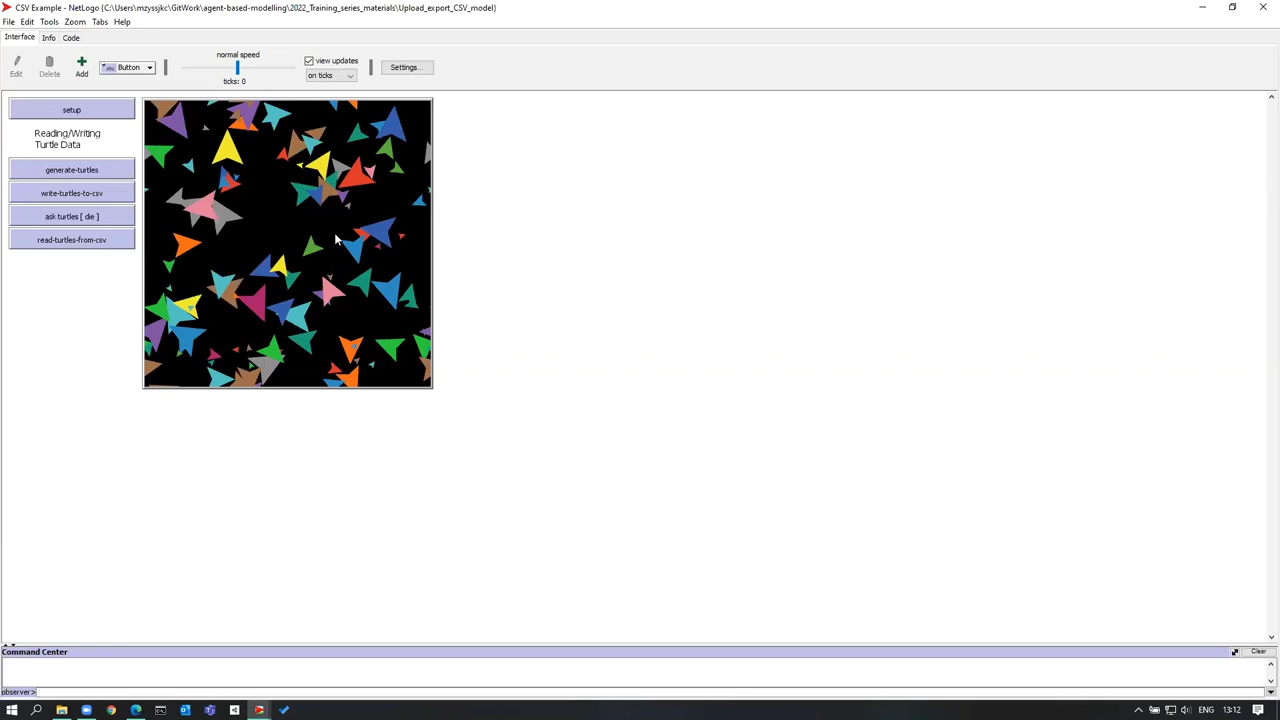 CSV Example - NetLogo {C:\Users\mzyssjkc\GitWork\agent-based-modelling\2022_Training_series_materials\Upload_export_CSV_model}
File Edit Tools Zoom Tabs Help
Interface Info Code
normal speed
view updates
Edit Delete Add abc Button Settings...
on ticks
ticks: 0
setup
Reading/Writing
Turtle Data
generate-turtles
write-turtles-to-csv
ask turtles [ die ]
read-turtles-from-csv
Command Center
Clear
observer>
ENG 13:12